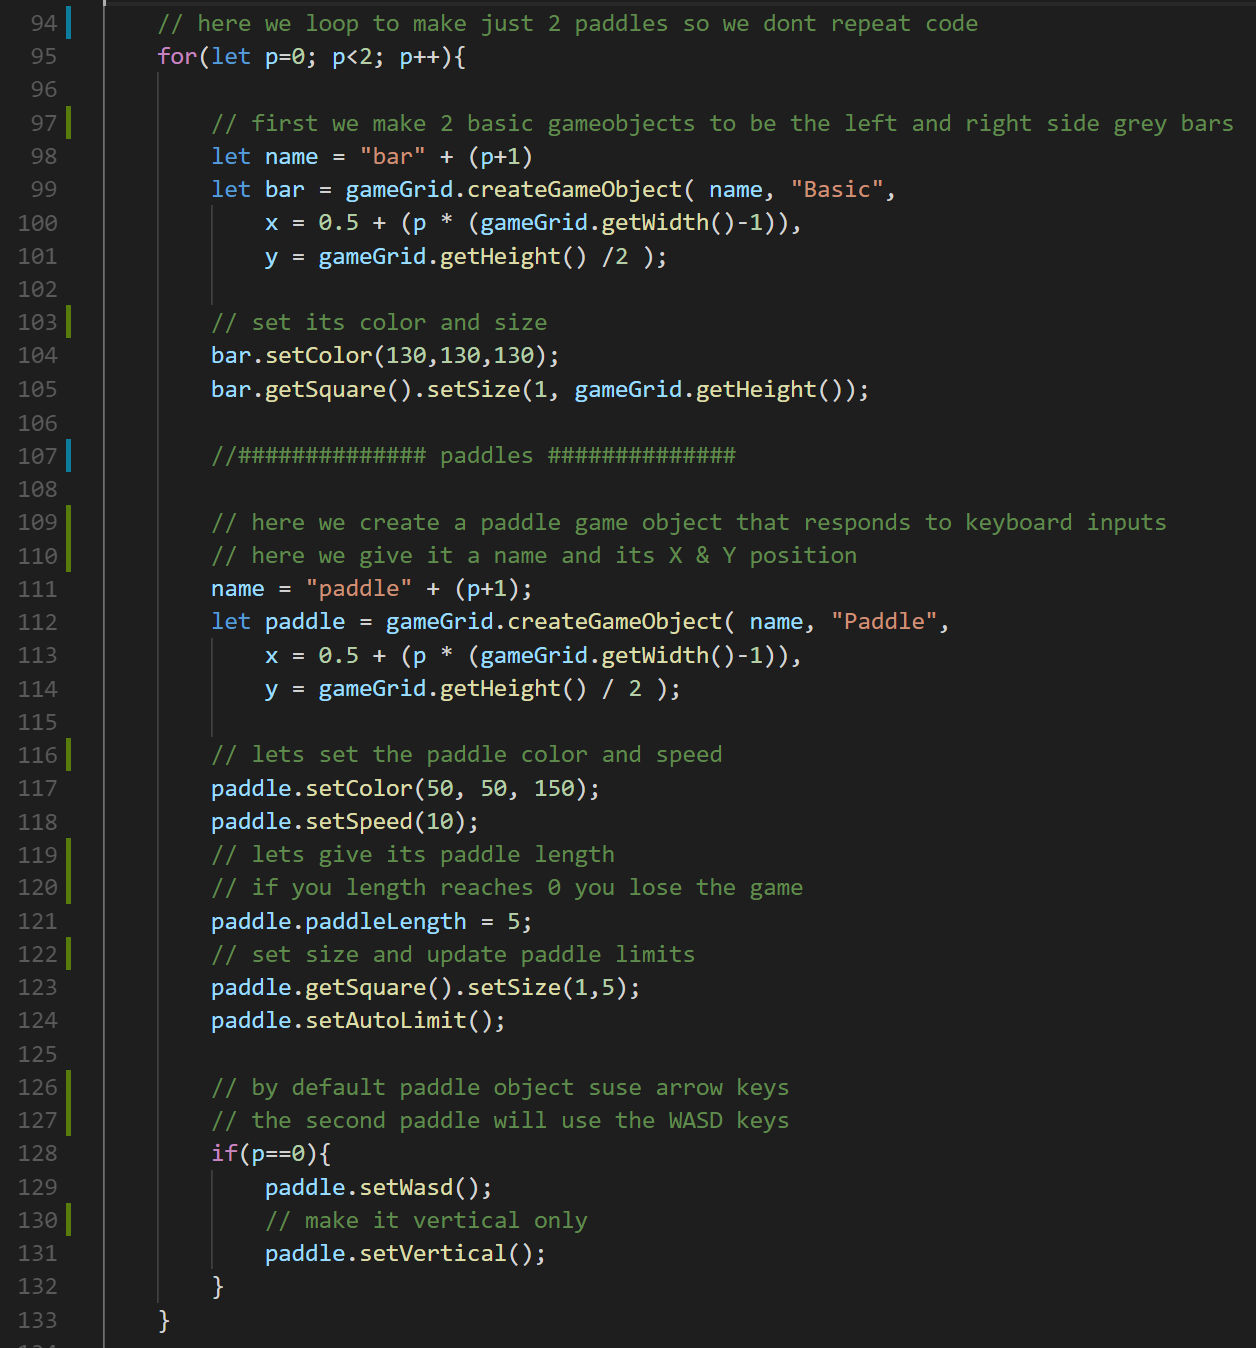 94 // here we loop to make just 2 paddles so we dont repeat code
95 for(let p=0; p<2; p++){
96
97 // first we make 2 basic gameobjects to be the left and right side grey bars
98 let name = "bar" + (p+1)
99 let bar = gameGrid.createGameObject( name, "Basic",
100 x = 0.5 + (p * (gameGrid.getWidth()-1)),
101 y = gameGrid.getHeight() /2 );
102
103 // set its color and size
104 bar.setColor(130,130,130);
105 bar.getSquare().setSize(1, gameGrid.getHeight());
106
107 //############## paddles ##############
108
109 // here we create a paddle game object that responds to keyboard inputs
110 // here we give it a name and its X & Y position
111 name = "paddle" + (p+1);
112 let paddle = gameGrid.createGameObject( name, "Paddle",
113 x = 0.5 + (p * (gameGrid.getWidth()-1)),
114 y = gameGrid.getHeight() / 2 );
115
116 // lets set the paddle color and speed
117 paddle.setColor(50, 50, 150);
118 paddle.setSpeed(10);
119 // lets give its paddle length
120 // if you length reaches 0 you lose the game
121 paddle.paddleLength = 5;
122 // set size and update paddle limits
123 paddle.getSquare().setSize(1,5);
124 paddle.setAutoLimit();
125
126 // by default paddle object suse arrow keys
127 // the second paddle will use the WASD keys
128 if(p==0){
129 paddle.setWasd();
130 // make it vertical only
131 paddle.setVertical();
132 }
133 }